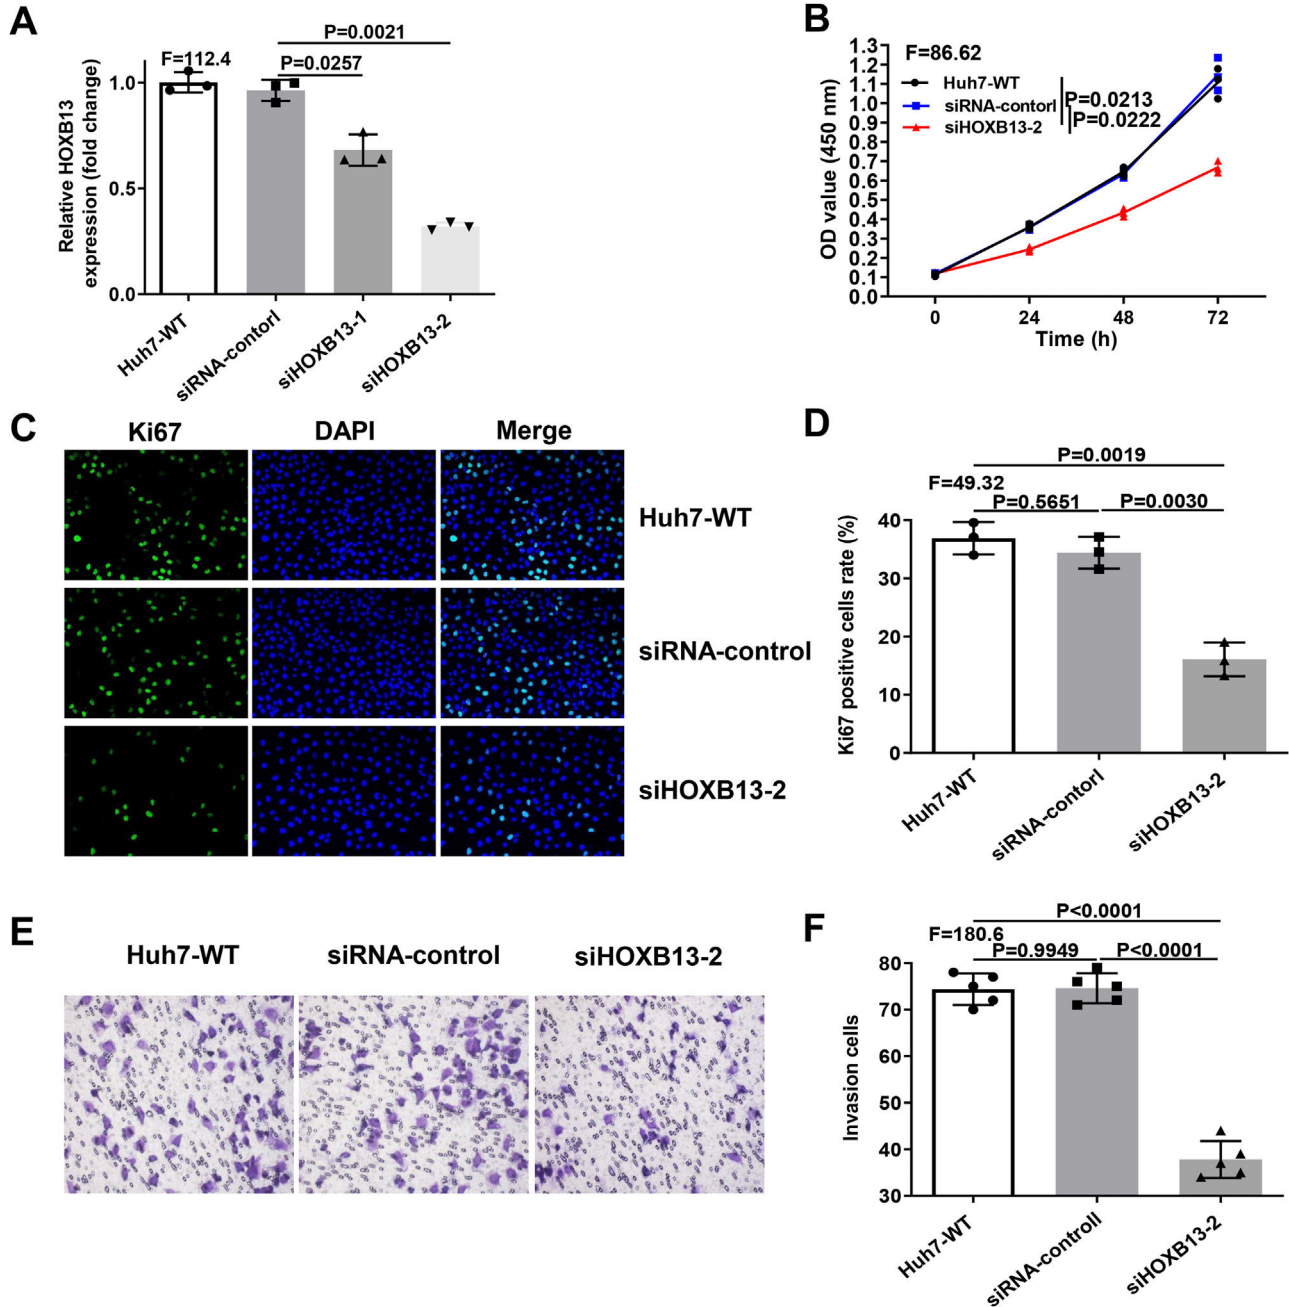 A
P=0.0021
F=112.4
P=0.0257
Relative HOXB13
expression (fold change)
1.0
0.5
0.0
Huh7-WT
siRNA-contorl
siHOXB13-1
siHOXB13-2
B
F=86.62
Huh7-WT
siRNA-contorl
siHOXB13-2
P=0.0213
P=0.0222
OD value (450 nm)
1.3
1.2
1.1
1.0
0.9
0.8
0.7
0.6
0.5
0.4
0.3
0.2
0.1
0.0
0 24 48 72
Time (h)
C
Ki67 DAPI Merge
Huh7-WT
siRNA-control
siHOXB13-2
D
P=0.0019
F=49.32
P=0.5651 P=0.0030
Ki67 positive cells rate (%)
40
30
20
10
0
Huh7-WT
siRNA-contorl
siHOXB13-2
E
Huh7-WT siRNA-control siHOXB13-2
F
P<0.0001
F=180.6
P=0.9949 P<0.0001
Invasion cells
80
70
60
50
40
30
Huh7-WT
siRNA-controll
siHOXB13-2